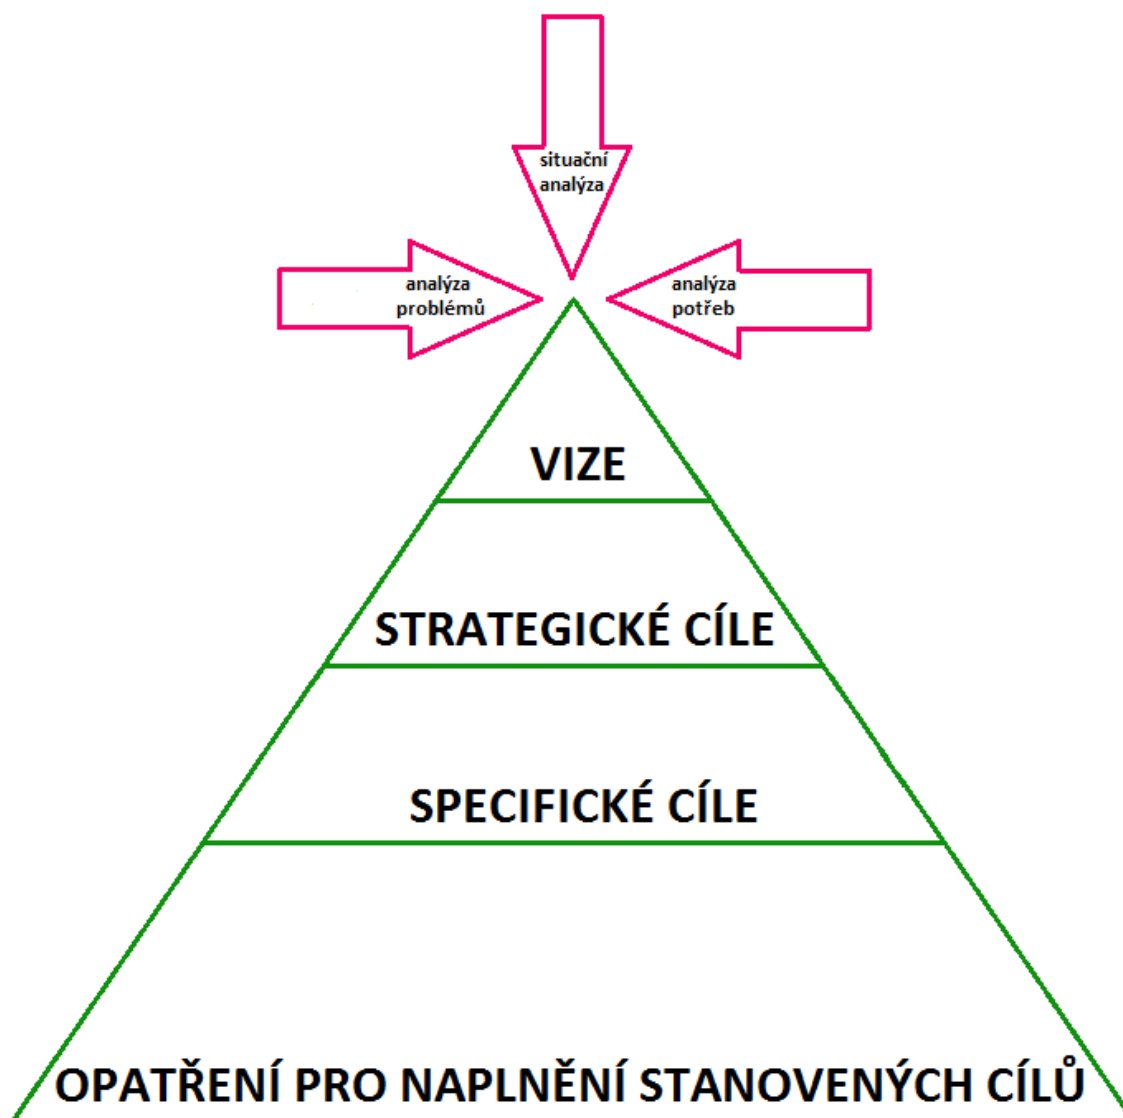 situační
analýza
analýza
problémů
analýza
potřeb
VIZE
STRATEGICKÉ CÍLE
SPECIFICKÉ CÍLE
OPATŘENÍ PRO NAPLNĚNÍ STANOVENÝCH CÍLŮ